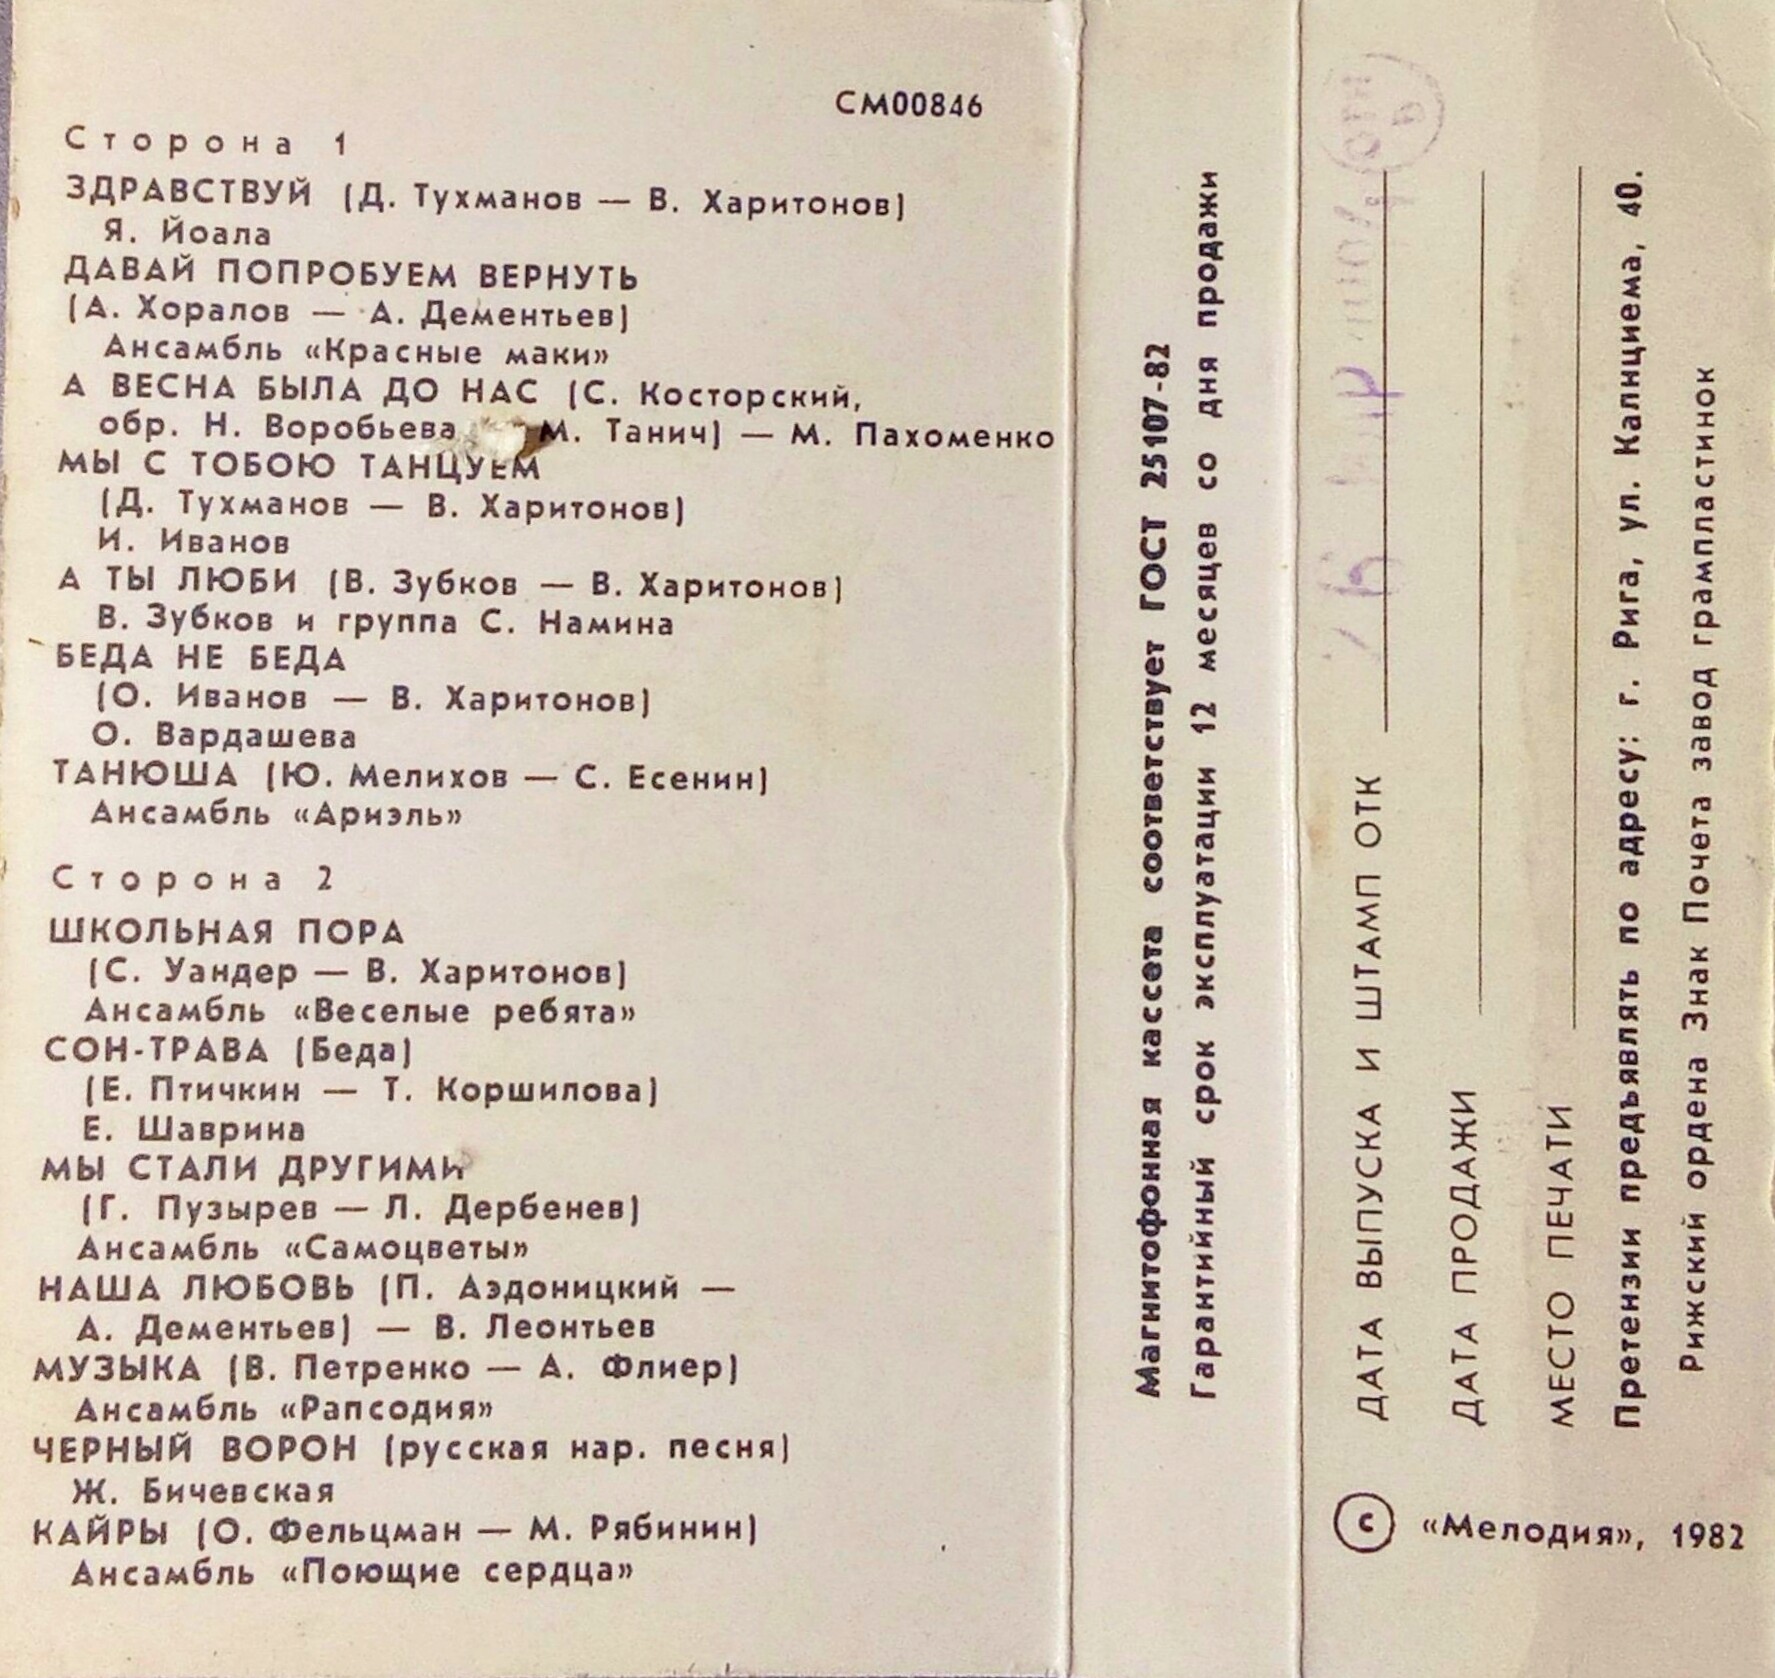 СМ00846
Сторона 1
ЗДРАВСТВУЙ (Д. Тухманов — В. Харитонов)
Я. Йоала
ДАВАЙ ПОПРОБУЕМ ВЕРНУТЬ
(А. Хоралов — А. Дементьев)
Ансамбль «Красные маки»
А ВЕСНА БЫЛА ДО НАС (С. Косторский,
обр. Н. Воробьева М. Танич) — М. Пахоменко
МЫ С ТОБОЮ ТАНЦУЕМ
(Д. Тухманов — В. Харитонов)
И. Иванов
А ТЫ ЛЮБИ (В. Зубков — В. Харитонов)
В. Зубков и группа С. Намина
БЕДА НЕ БЕДА
(О. Иванов — В. Харитонов)
О. Вардашева
ТАНЮША (Ю. Мелихов — С. Есенин)
Ансамбль «Ариэль»
Сторона 2
ШКОЛЬНАЯ ПОРА
(С. Уандер — В. Харитонов)
Ансамбль «Веселые ребята»
СОН-ТРАВА (Беда)
(Е. Птичкин — Т. Коршилова)
Е. Шаврина
МЫ СТАЛИ ДРУГИМИ
(Г. Пузырев — Л. Дербенев)
Ансамбль «Самоцветы»
НАША ЛЮБОВЬ (П. Аэдоницкий —
А. Дементьев) — В. Леонтьев
МУЗЫКА (В. Петренко — А. Флиер)
Ансамбль «Рапсодия»
ЧЕРНЫЙ ВОРОН (русская нар. песня)
Ж. Бичевская
КАЙРЫ (О. Фельцман — М. Рябинин)
Ансамбль «Поющие сердца»
Магнитофонная кассета соответствует ГОСТ 25107-82
Гарантийный срок эксплуатации 12 месяцев со дня продажи
ДАТА ВЫПУСКА И ШТАМП ОТК
ДАТА ПРОДАЖИ
МЕСТО ПЕЧАТИ
Претензии предъявлять по адресу: г. Рига, ул. Калнциема, 40.
Рижский ордена Знак Почета завод грампластинок
© «Мелодия», 1982